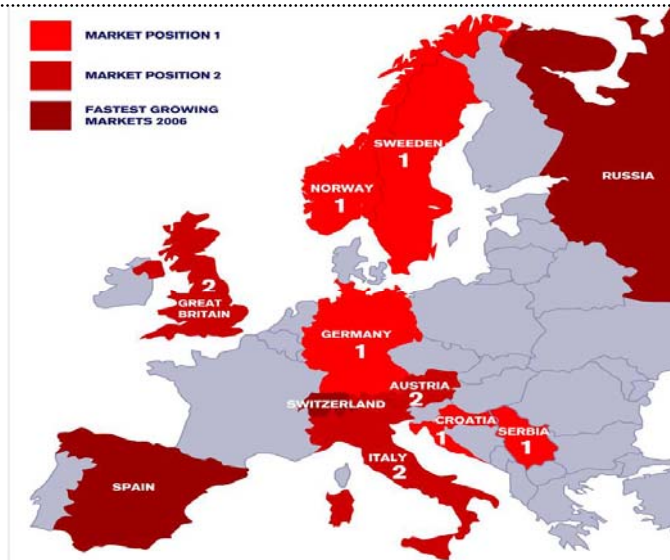 MARKET POSITION 1
MARKET POSITION 2
FASTEST GROWING
MARKETS 2006
SWEEDEN
1
NORWAY
1
RUSSIA
2
GREAT
BRITAIN
GERMANY
1
AUSTRIA
2
SWITZERLAND
CROATIA
1
SERBIA
1
ITALY
2
SPAIN